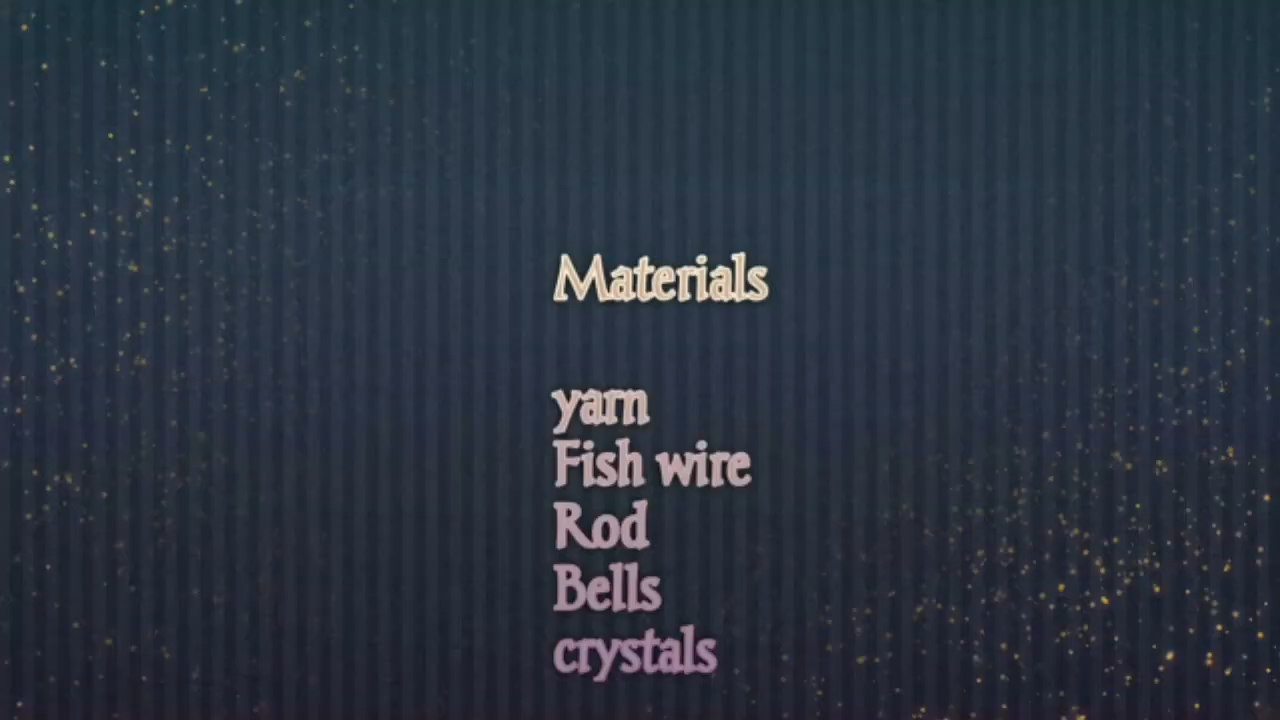 Materials
yarn
Fish wire
Rod
Bells
crystals